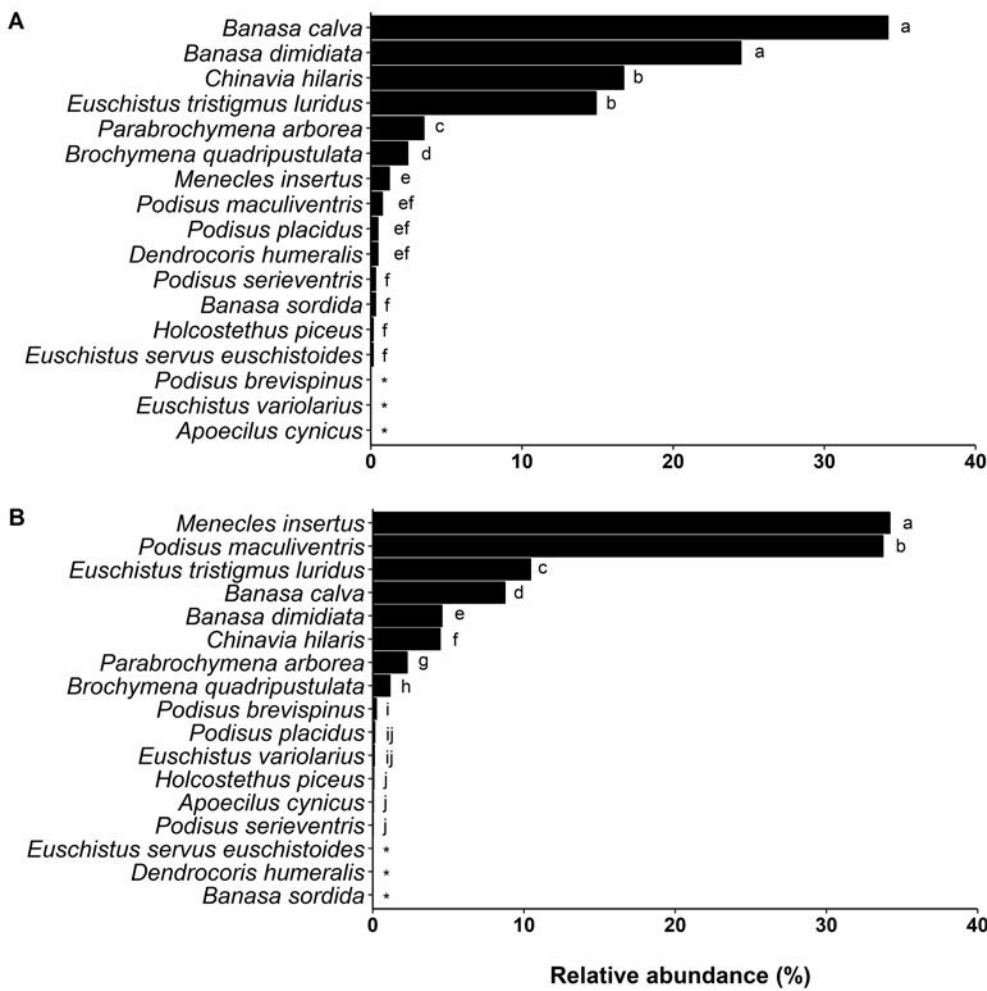 A
Banasa calva a
Banasa dimidiata a
Chinavia hilaris b
Euschistus tristigmus luridus b
Parabrochymena arborea c
Brochymena quadripustulata d
Menecles insertus e
Podisus maculiventris ef
Podisus placidus ef
Dendrocoris humeralis ef
Podisus serieventris f
Banasa sordida f
Holcostethus piceus f
Euschistus servus euschistoides f
Podisus brevispinus *
Euschistus variolarius *
Apoecilus cynicus *
0 10 20 30 40
B
Menecles insertus a
Podisus maculiventris b
Euschistus tristigmus luridus c
Banasa calva d
Banasa dimidiata e
Chinavia hilaris f
Parabrochymena arborea g
Brochymena quadripustulata h
Podisus brevispinus i
Podisus placidus ij
Euschistus variolarius ij
Holcostethus piceus j
Apoecilus cynicus j
Podisus serieventris j
Euschistus servus euschistoides *
Dendrocoris humeralis *
Banasa sordida *
0 10 20 30 40
Relative abundance (%)